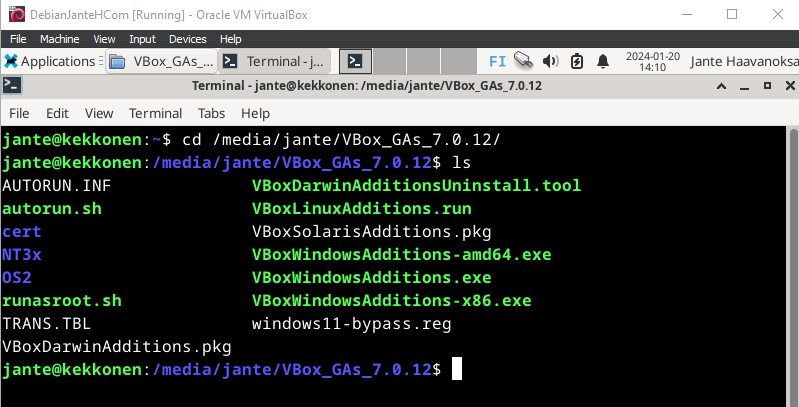 DebianJanteHCom [Running] - Oracle VM VirtualBox
File Machine View Input Devices Help
Applications VBox_GAs_... Terminal - j... FI 2024-01-20 14:10 Jante Haavanoksa
Terminal - jante@kekkonen: /media/jante/VBox_GAs_7.0.12
File Edit View Terminal Tabs Help
jante@kekkonen:~$ cd /media/jante/VBox_GAs_7.0.12/
jante@kekkonen:/media/jante/VBox_GAs_7.0.12$ ls
AUTORUN.INF VBoxDarwinAdditionsUninstall.tool
autorun.sh VBoxLinuxAdditions.run
cert VBoxSolarisAdditions.pkg
NT3x VBoxWindowsAdditions-amd64.exe
OS2 VBoxWindowsAdditions.exe
runasroot.sh VBoxWindowsAdditions-x86.exe
TRANS.TBL windows11-bypass.reg
VBoxDarwinAdditions.pkg
jante@kekkonen:/media/jante/VBox_GAs_7.0.12$